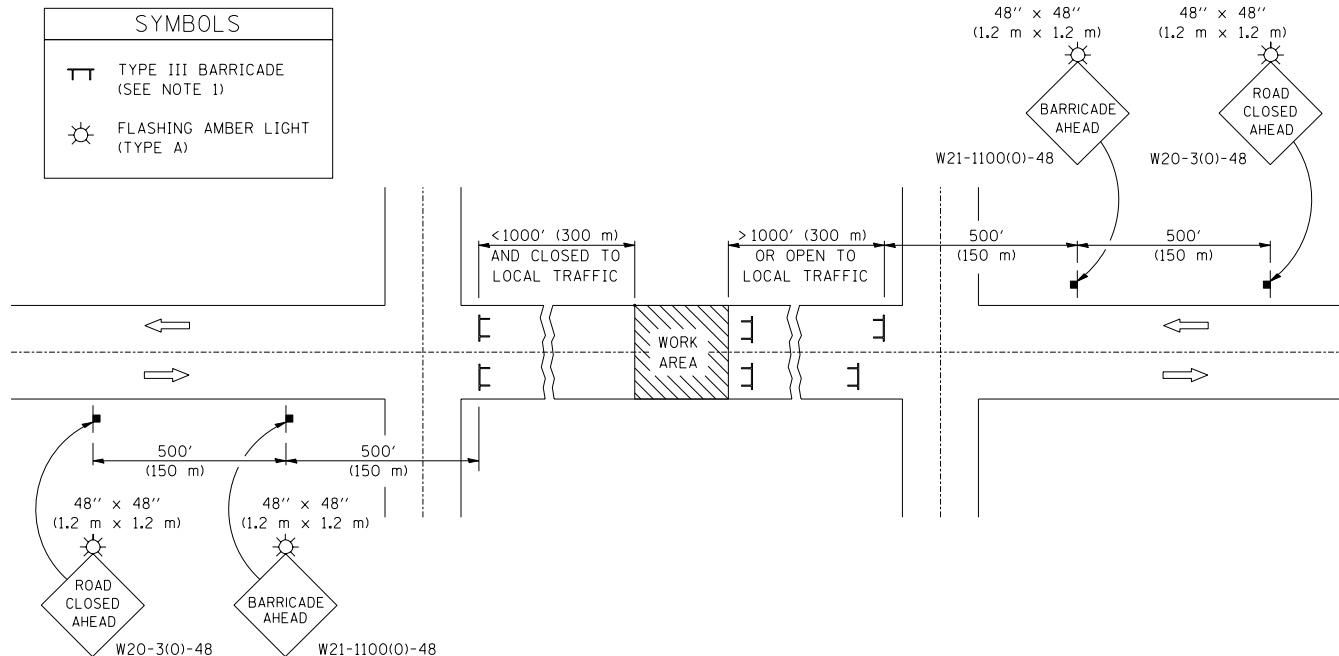 SYMBOLS
TYPE III BARRICADE
(SEE NOTE 1)
FLASHING AMBER LIGHT
(TYPE A)
48'' x 48''
(1.2 m x 1.2 m)
48'' x 48''
(1.2 m x 1.2 m)
BARRICADE
AHEAD
ROAD
CLOSED
AHEAD
W21-1100(O)-48
W20-3(O)-48
<1000' (300 m)
AND CLOSED TO
LOCAL TRAFFIC
>1000' (300 m)
OR OPEN TO
LOCAL TRAFFIC
500'
(150 m)
500'
(150 m)
WORK
AREA
500'
(150 m)
500'
(150 m)
48'' x 48''
(1.2 m x 1.2 m)
48'' x 48''
(1.2 m x 1.2 m)
ROAD
CLOSED
AHEAD
BARRICADE
AHEAD
W20-3(O)-48
W21-1100(O)-48